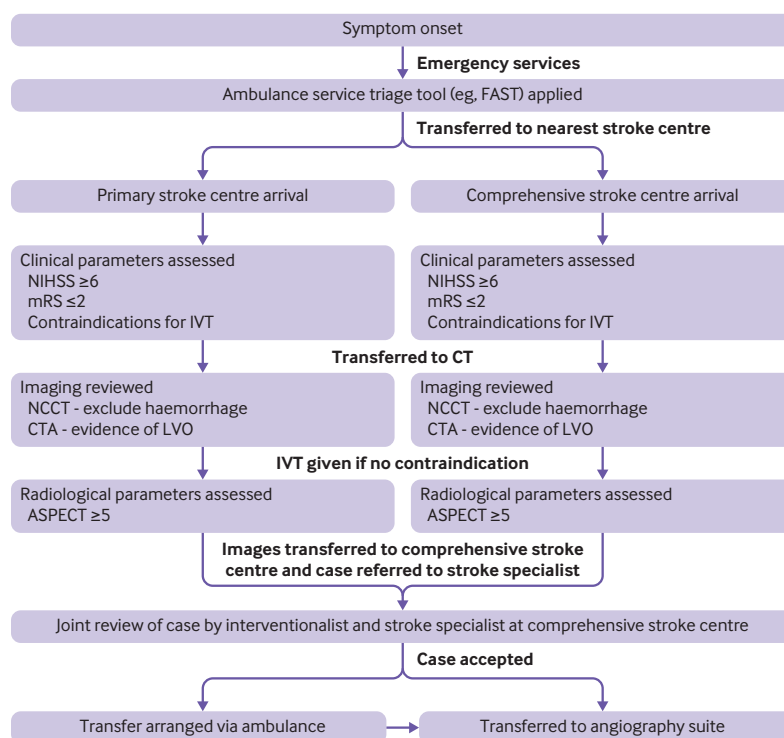 Symptom onset
Emergency services
Ambulance service triage tool (eg, FAST) applied
Transferred to nearest stroke centre
Primary stroke centre arrival
Comprehensive stroke centre arrival
Clinical parameters assessed
NIHSS ≥6
mRS ≤2
Contraindications for IVT
Clinical parameters assessed
NIHSS ≥6
mRS ≤2
Contraindications for IVT
Transferred to CT
Imaging reviewed
NCCT - exclude haemorrhage
CTA - evidence of LVO
Imaging reviewed
NCCT - exclude haemorrhage
CTA - evidence of LVO
IVT given if no contraindication
Radiological parameters assessed
ASPECT ≥5
Radiological parameters assessed
ASPECT ≥5
Images transferred to comprehensive stroke
centre and case referred to stroke specialist
Joint review of case by interventionalist and stroke specialist at comprehensive stroke centre
Case accepted
Transfer arranged via ambulance
Transferred to angiography suite